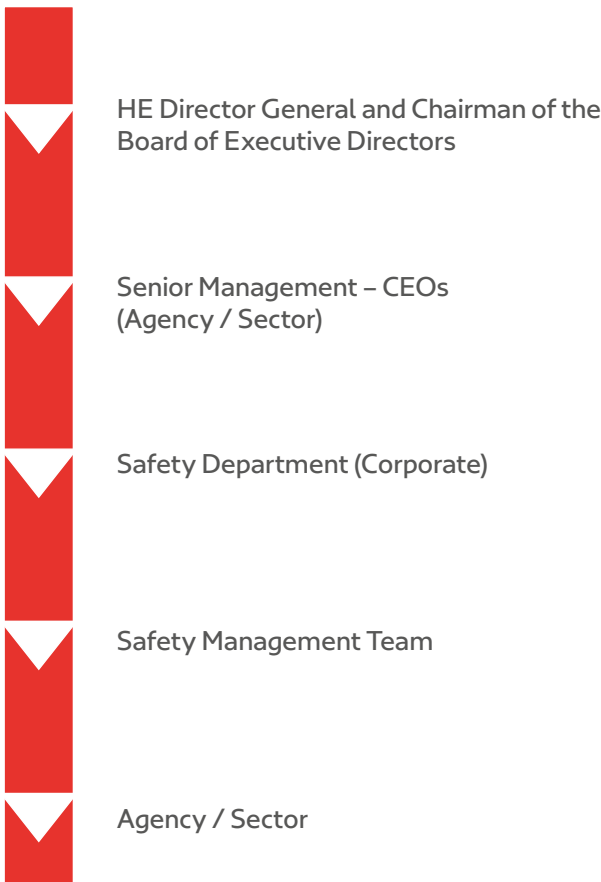 HE Director General and Chairman of the
Board of Executive Directors
Senior Management – CEOs
(Agency / Sector)
Safety Department (Corporate)
Safety Management Team
Agency / Sector